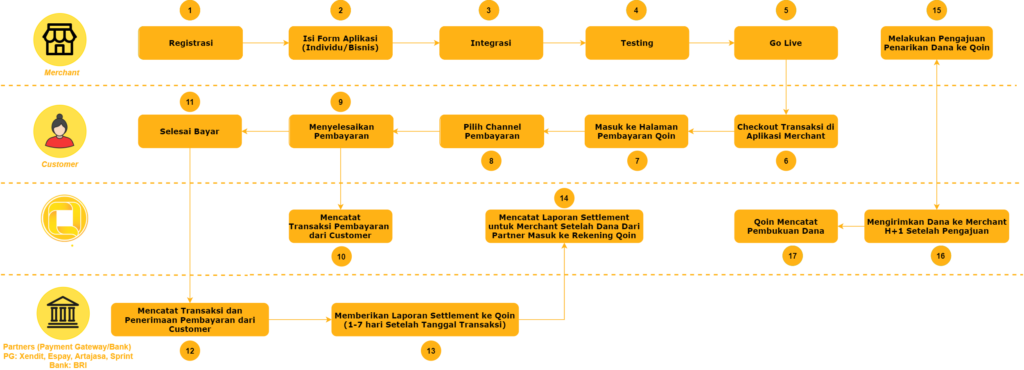 1
2
3
4
5
15
Registrasi
Isi Form Aplikasi
(Individu/Bisnis)
Integrasi
Testing
Go Live
Melakukan Pengajuan
Penarikan Dana ke Qoin
Merchant
11
9
Selesai Bayar
Menyelesaikan
Pembayaran
Pilih Channel
Pembayaran
Masuk ke Halaman
Pembayaran Qoin
Checkout Transaksi di
Aplikasi Merchant
8
7
6
Customer
14
Mencatat
Transaksi Pembayaran
dari Customer
Mencatat Laporan Settlement
untuk Merchant Setelah Dana Dari
Partner Masuk ke Rekening Qoin
Qoin Mencatat
Pembukuan Dana
Mengirimkan Dana ke Merchant
H+1 Setelah Pengajuan
10
17
16
Mencatat Transaksi dan
Penerimaan Pembayaran dari
Customer
Memberikan Laporan Settlement ke Qoin
(1-7 hari Setelah Tanggal Transaksi)
12
13
Partners (Payment Gateway/Bank)
PG: Xendit, Espay, Artajasa, Sprint
Bank: BRI